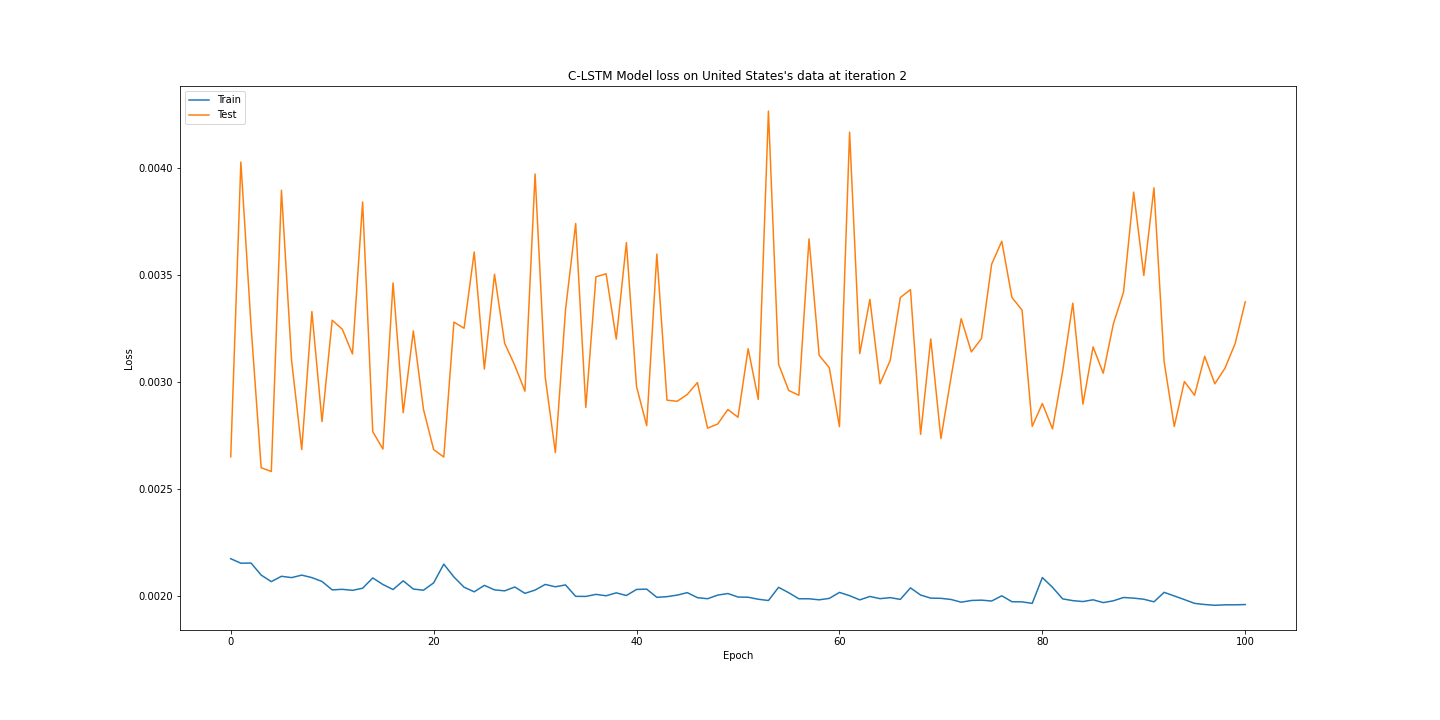 C-LSTM Model loss on United States's data at iteration 2
Train
Test
0.0040
0.0035
0.0030
0.0025
0.0020
Loss
0 20 40 60 80 100
Epoch